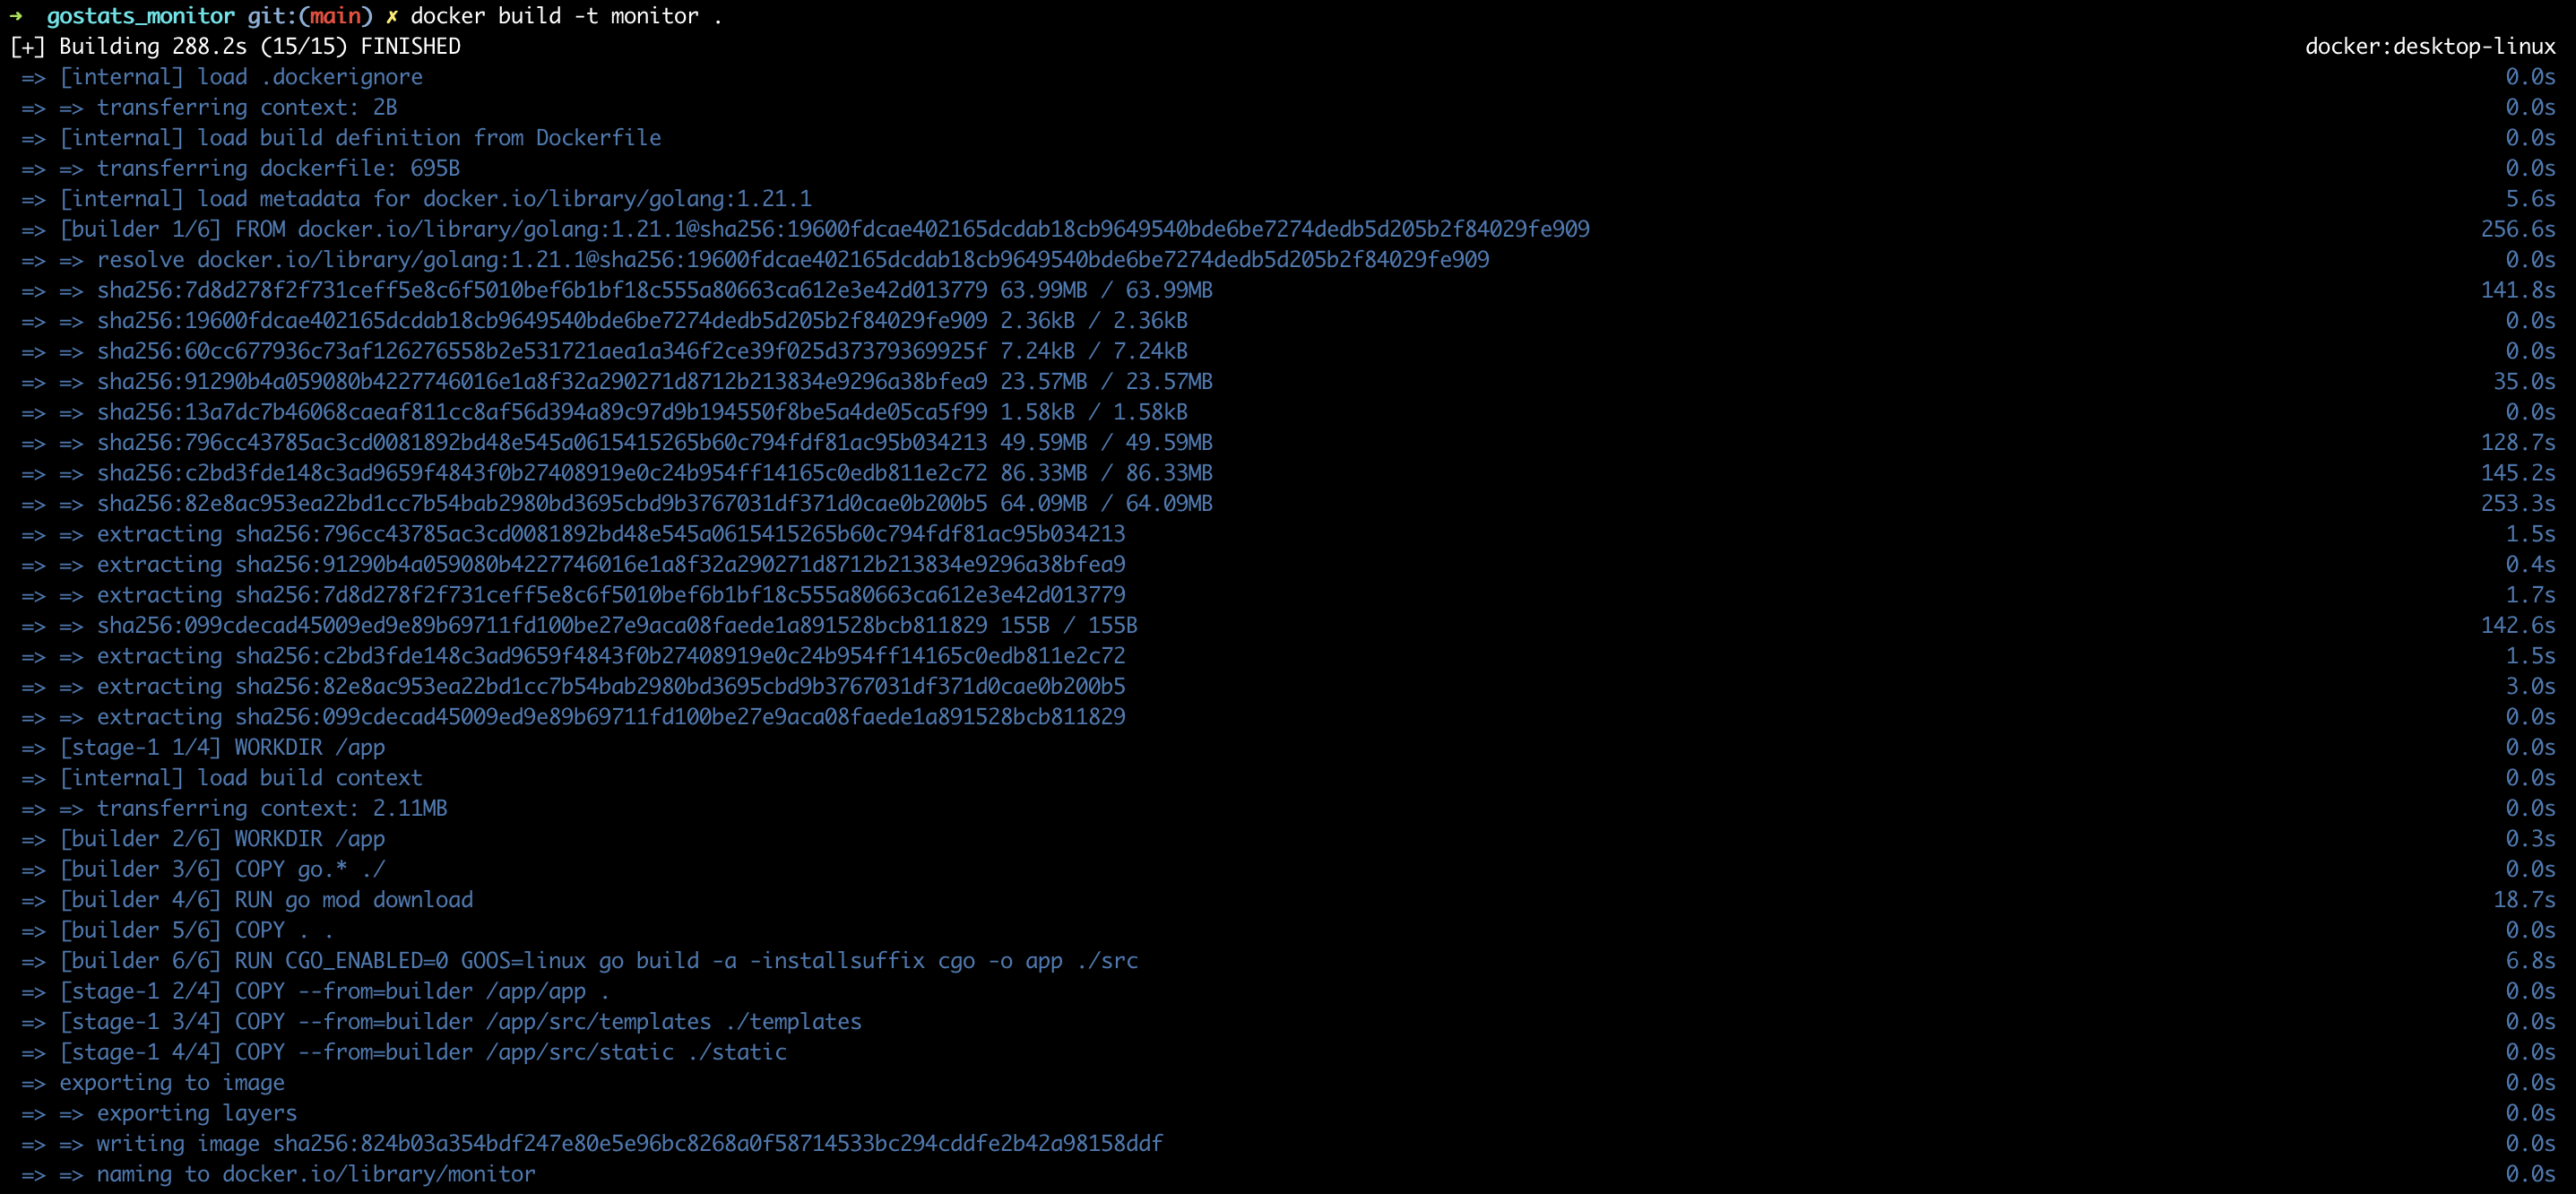 → gostats_monitor git:(main) ✗ docker build -t monitor .
[+] Building 288.2s (15/15) FINISHED docker:desktop-linux
=> [internal] load .dockerignore 0.0s
=> => transferring context: 2B 0.0s
=> [internal] load build definition from Dockerfile 0.0s
=> => transferring dockerfile: 695B 0.0s
=> [internal] load metadata for docker.io/library/golang:1.21.1 5.6s
=> [builder 1/6] FROM docker.io/library/golang:1.21.1@sha256:19600fdcae402165dcdab18cb9649540bde6be7274dedb5d205b2f84029fe909 256.6s
=> => resolve docker.io/library/golang:1.21.1@sha256:19600fdcae402165dcdab18cb9649540bde6be7274dedb5d205b2f84029fe909 0.0s
=> => sha256:7d8d278f2f731ceff5e8c6f5010bef6b1bf18c555a80663ca612e3e42d013779 63.99MB / 63.99MB 141.8s
=> => sha256:19600fdcae402165dcdab18cb9649540bde6be7274dedb5d205b2f84029fe909 2.36kB / 2.36kB 0.0s
=> => sha256:60cc677936c73af126276558b2e531721aea1a346f2ce39f025d37379369925f 7.24kB / 7.24kB 0.0s
=> => sha256:91290b4a059080b4227746016e1a8f32a290271d8712b213834e9296a38bfea9 23.57MB / 23.57MB 35.0s
=> => sha256:13a7dc7b46068caeaf811cc8af56d394a89c97d9b194550f8be5a4de05ca5f99 1.58kB / 1.58kB 0.0s
=> => sha256:796cc43785ac3cd0081892bd48e545a0615415265b60c794fdf81ac95b034213 49.59MB / 49.59MB 128.7s
=> => sha256:c2bd3fde148c3ad9659f4843f0b27408919e0c24b954ff14165c0edb811e2c72 86.33MB / 86.33MB 145.2s
=> => sha256:82e8ac953ea22bd1cc7b54bab2980bd3695cbd9b3767031df371d0cae0b200b5 64.09MB / 64.09MB 253.3s
=> => extracting sha256:796cc43785ac3cd0081892bd48e545a0615415265b60c794fdf81ac95b034213 1.5s
=> => extracting sha256:91290b4a059080b4227746016e1a8f32a290271d8712b213834e9296a38bfea9 0.4s
=> => extracting sha256:7d8d278f2f731ceff5e8c6f5010bef6b1bf18c555a80663ca612e3e42d013779 1.7s
=> => sha256:099cdecad45009ed9e89b69711fd100be27e9aca08faede1a891528bcb811829 155B / 155B 142.6s
=> => extracting sha256:c2bd3fde148c3ad9659f4843f0b27408919e0c24b954ff14165c0edb811e2c72 1.5s
=> => extracting sha256:82e8ac953ea22bd1cc7b54bab2980bd3695cbd9b3767031df371d0cae0b200b5 3.0s
=> => extracting sha256:099cdecad45009ed9e89b69711fd100be27e9aca08faede1a891528bcb811829 0.0s
=> [stage-1 1/4] WORKDIR /app 0.0s
=> [internal] load build context 0.0s
=> => transferring context: 2.11MB 0.0s
=> [builder 2/6] WORKDIR /app 0.3s
=> [builder 3/6] COPY go.* ./ 0.0s
=> [builder 4/6] RUN go mod download 18.7s
=> [builder 5/6] COPY . . 0.0s
=> [builder 6/6] RUN CGO_ENABLED=0 GOOS=linux go build -a -installsuffix cgo -o app ./src 6.8s
=> [stage-1 2/4] COPY --from=builder /app/app . 0.0s
=> [stage-1 3/4] COPY --from=builder /app/src/templates ./templates 0.0s
=> [stage-1 4/4] COPY --from=builder /app/src/static ./static 0.0s
=> exporting to image 0.0s
=> => exporting layers 0.0s
=> => writing image sha256:824b03a354bdf247e80e5e96bc8268a0f58714533bc294cddfe2b42a98158ddf 0.0s
=> => naming to docker.io/library/monitor 0.0s